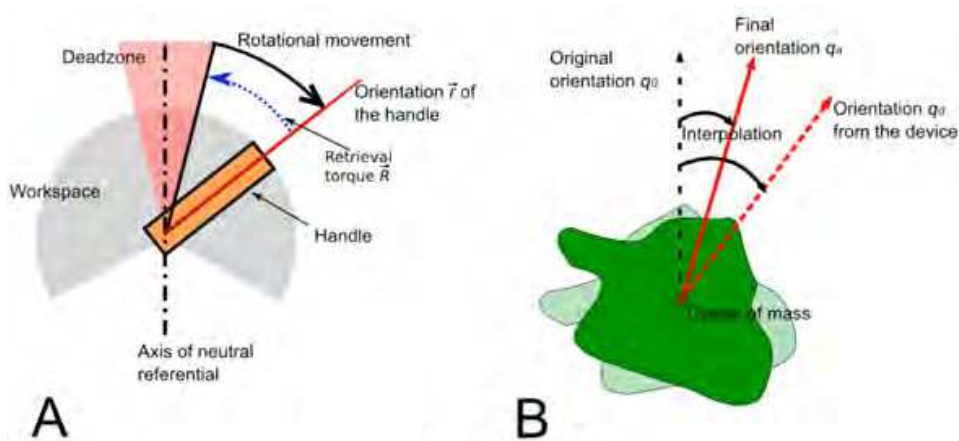 Deadzone
Rotational movement
Orientation r⃗ of
the handle
Retrieval
torque R⃗
Workspace
Handle
Axis of neutral
referential
A
Final
orientation qa
Original
orientation q0
Orientation qd
from the device
Interpolation
Center of mass
B